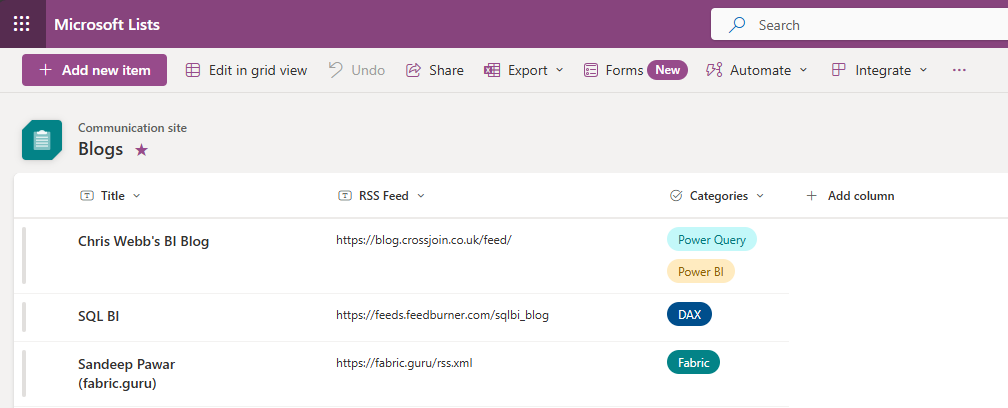 Microsoft Lists
Search
Add new item
Edit in grid view
Undo
Share
Export
Forms
New
Automate
Integrate
Communication site
Blogs
Title
RSS Feed
Categories
Add column
Chris Webb's BI Blog
https://blog.crossjoin.co.uk/feed/
Power Query
Power BI
SQL BI
https://feeds.feedburner.com/sqlbi_blog
DAX
Sandeep Pawar
(fabric.guru)
https://fabric.guru/rss.xml
Fabric